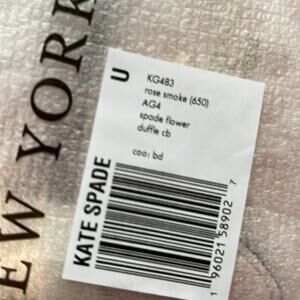 EW YORK
U
KG483
rose smoke (650)
AG4
spade flower
duffle cb
coo: bd
KATE SPADE
1 96021 58902 7